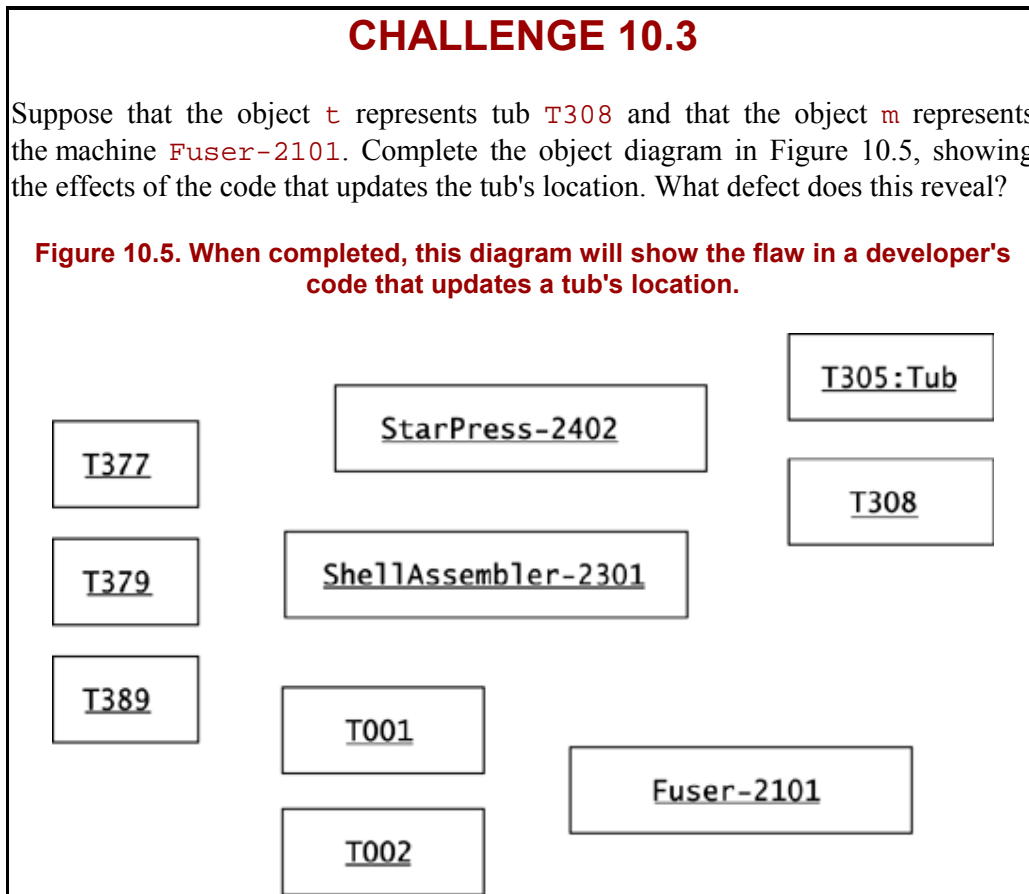 CHALLENGE 10.3
Suppose that the object t represents tub T308 and that the object m represents
the machine Fuser-2101. Complete the object diagram in Figure 10.5, showing
the effects of the code that updates the tub's location. What defect does this reveal?
Figure 10.5. When completed, this diagram will show the flaw in a developer's
code that updates a tub's location.
T305:Tub
StarPress-2402
T377
T308
ShellAssembler-2301
T379
T389
T001
Fuser-2101
T002